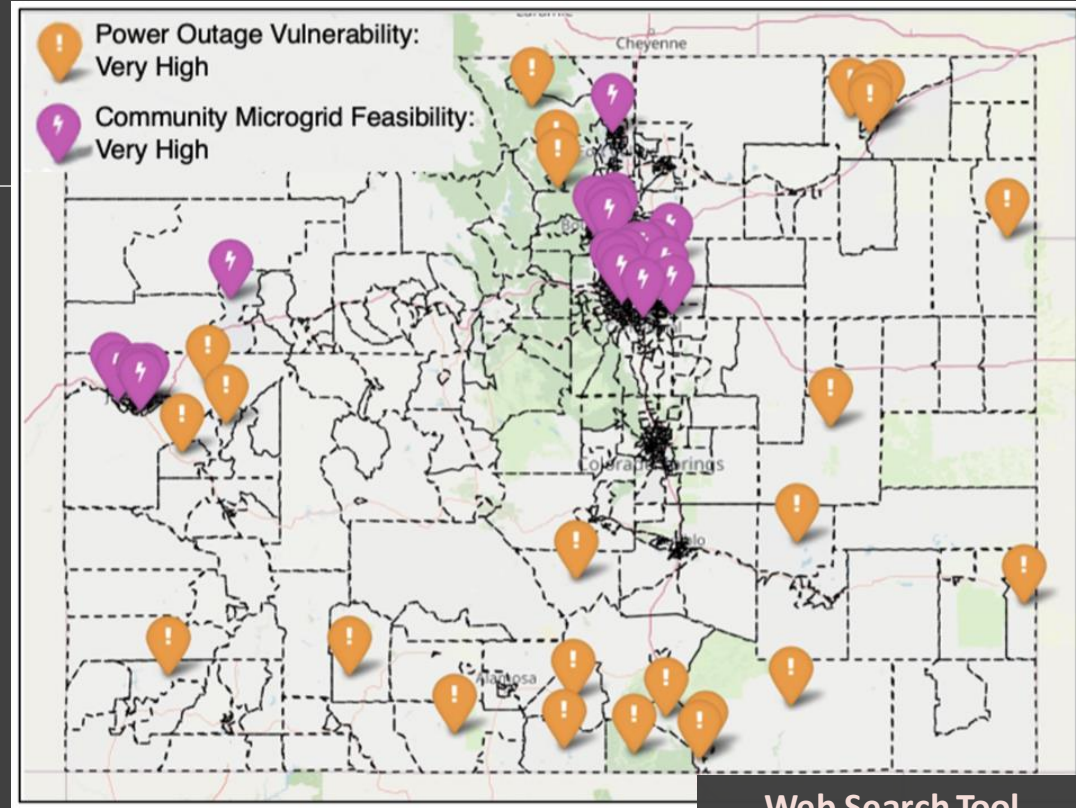 Cheyenne
Power Outage Vulnerability:
Very High
Community Microgrid Feasibility:
Very High
Colorado Springs
Alamosa
Web Search Tool